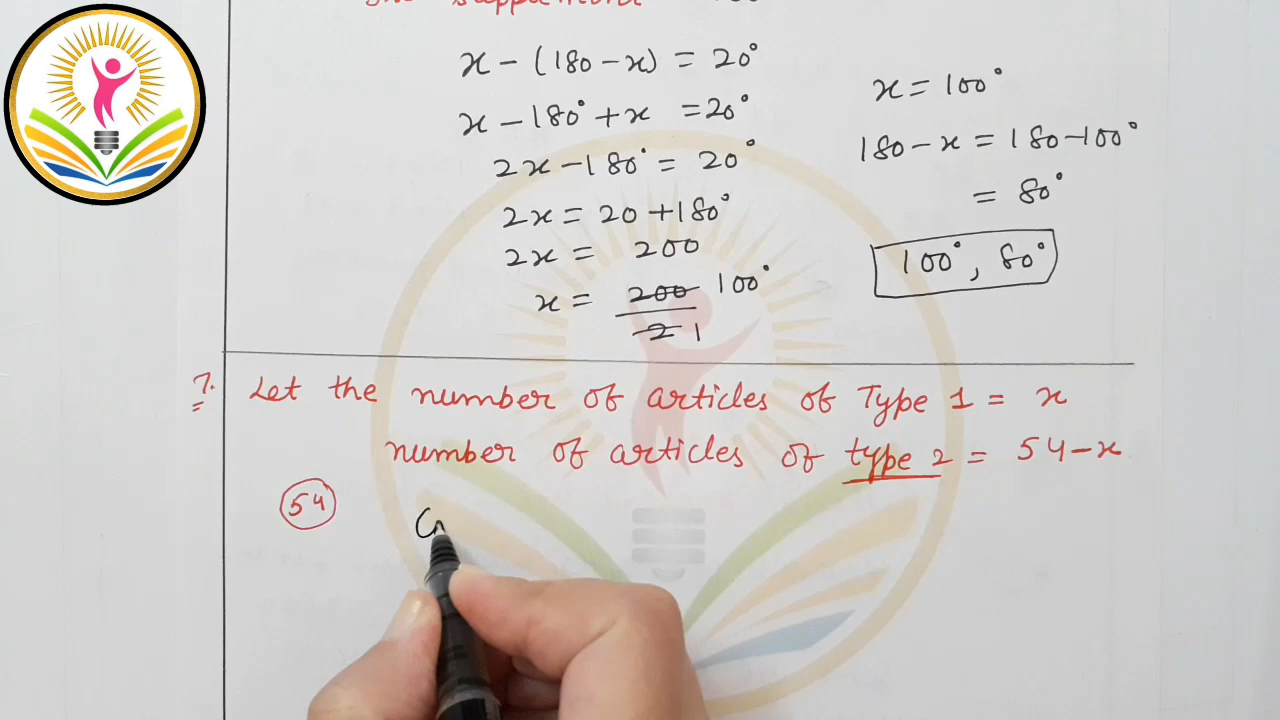 x - (180 - x) = 20°
x - 180° + x = 20°
2x - 180° = 20°
2x = 20 + 180°
2x = 200
x = 200/2 100° 1
x = 100°
180 - x = 180 - 100°
= 80°
100°, 80°
7. Let the number of articles of Type 1 = x
number of articles of type 2 = 54 - x
54